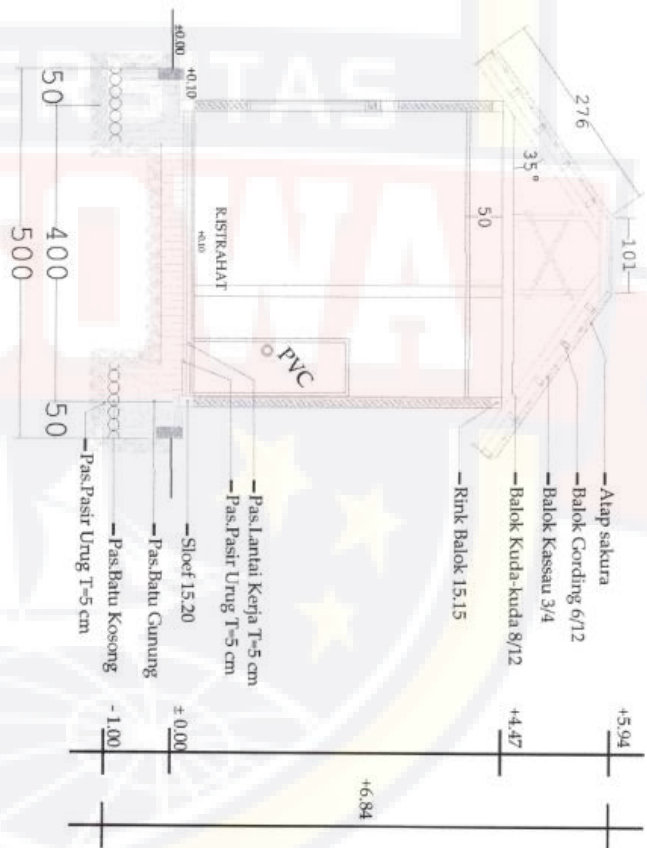 276
101
35°
50
Atap sakura
Balok Gording 6/12
Balok Kassau 3/4
Balok Kuda-kuda 8/12
Rink Balok 15.15
R.ISTRAHAT
+0.10
PVC
±0.00
+0.10
Pas.Lantai Kerja T=5 cm
Pas.Pasir Urug T=5 cm
Sloef 15.20
Pas.Batu Gunung
Pas.Batu Kosong
Pas.Pasir Urug T=5 cm
50
400
50
500
+5.94
+4.47
± 0.00
- 1.00
+6.84